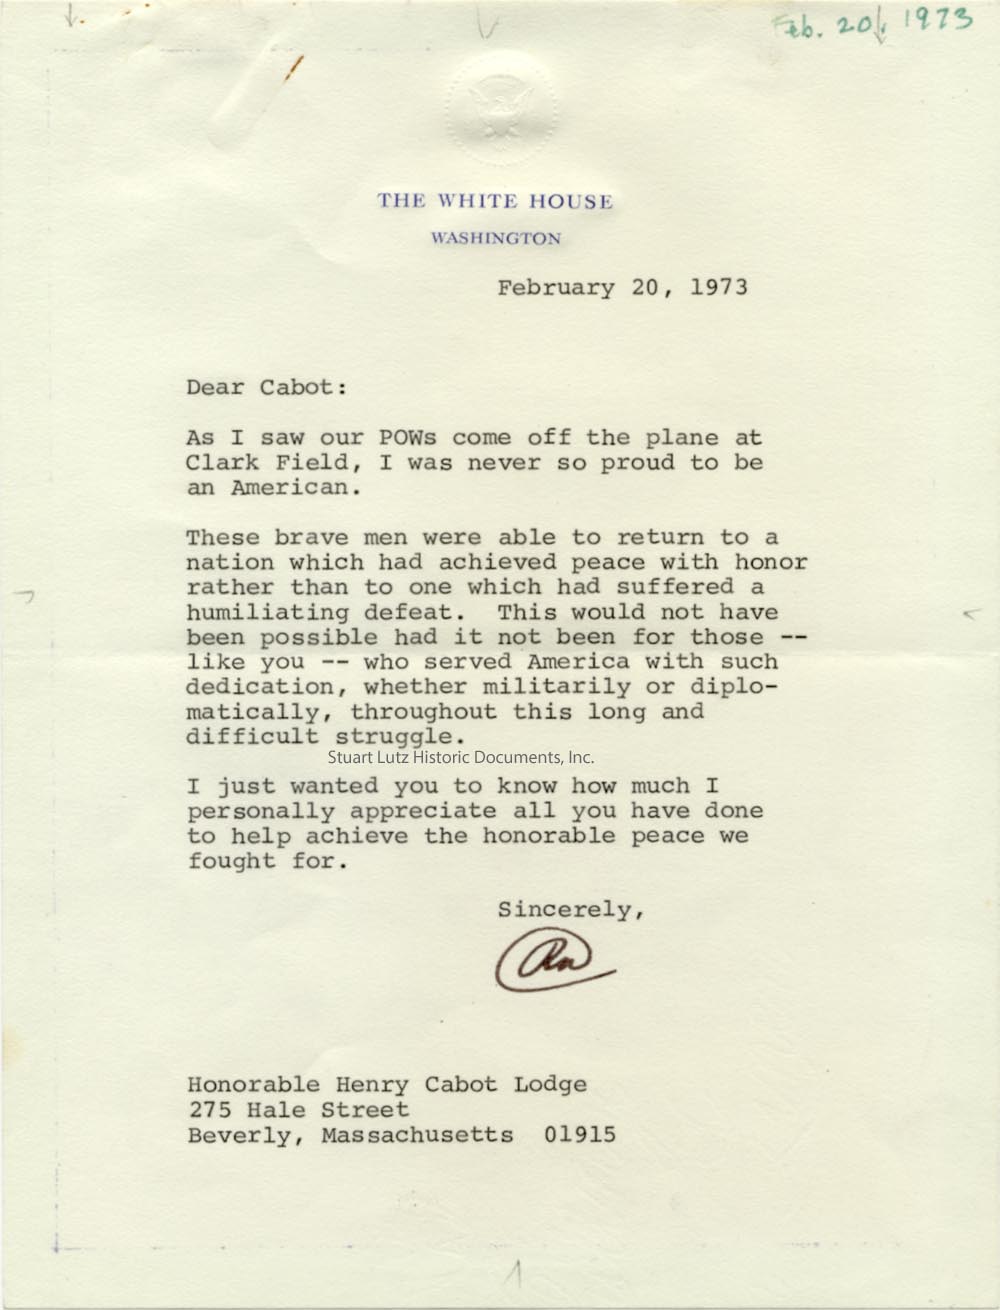 Feb. 20, 1973
THE WHITE HOUSE
WASHINGTON
February 20, 1973
Dear Cabot:
As I saw our POWs come off the plane at
Clark Field, I was never so proud to be
an American.
These brave men were able to return to a
nation which had achieved peace with honor
rather than to one which had suffered a
humiliating defeat.  This would not have
been possible had it not been for those --
like you -- who served America with such
dedication, whether militarily or diplo-
matically, throughout this long and
difficult struggle.
Stuart Lutz Historic Documents, Inc.
I just wanted you to know how much I
personally appreciate all you have done
to help achieve the honorable peace we
fought for.
Sincerely,
RN
Honorable Henry Cabot Lodge
275 Hale Street
Beverly, Massachusetts  01915